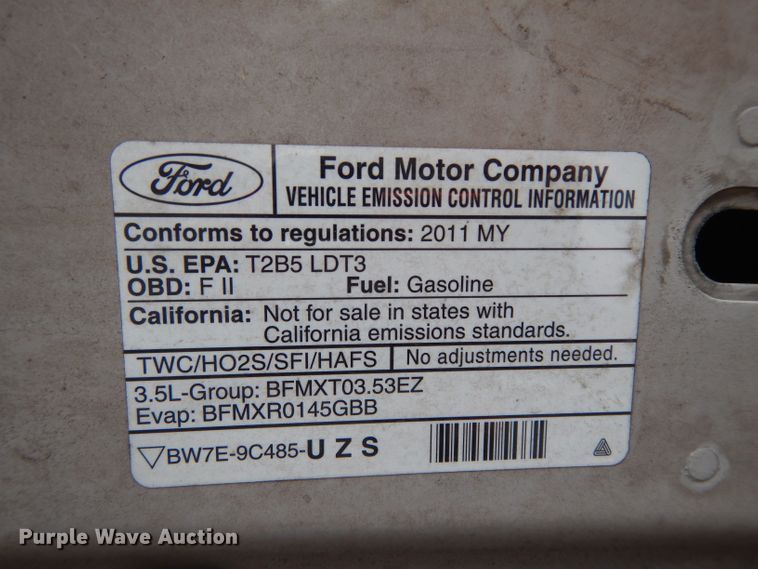 Ford
Ford Motor Company
VEHICLE EMISSION CONTROL INFORMATION
Conforms to regulations: 2011 MY
U.S. EPA: T2B5 LDT3
OBD: F II Fuel: Gasoline
California: Not for sale in states with
California emissions standards.
TWC/HO2S/SFI/HAFS No adjustments needed.
3.5L-Group: BFMXT03.53EZ
Evap: BFMXR0145GBB
BW7E-9C485-U Z S
Purple Wave Auction